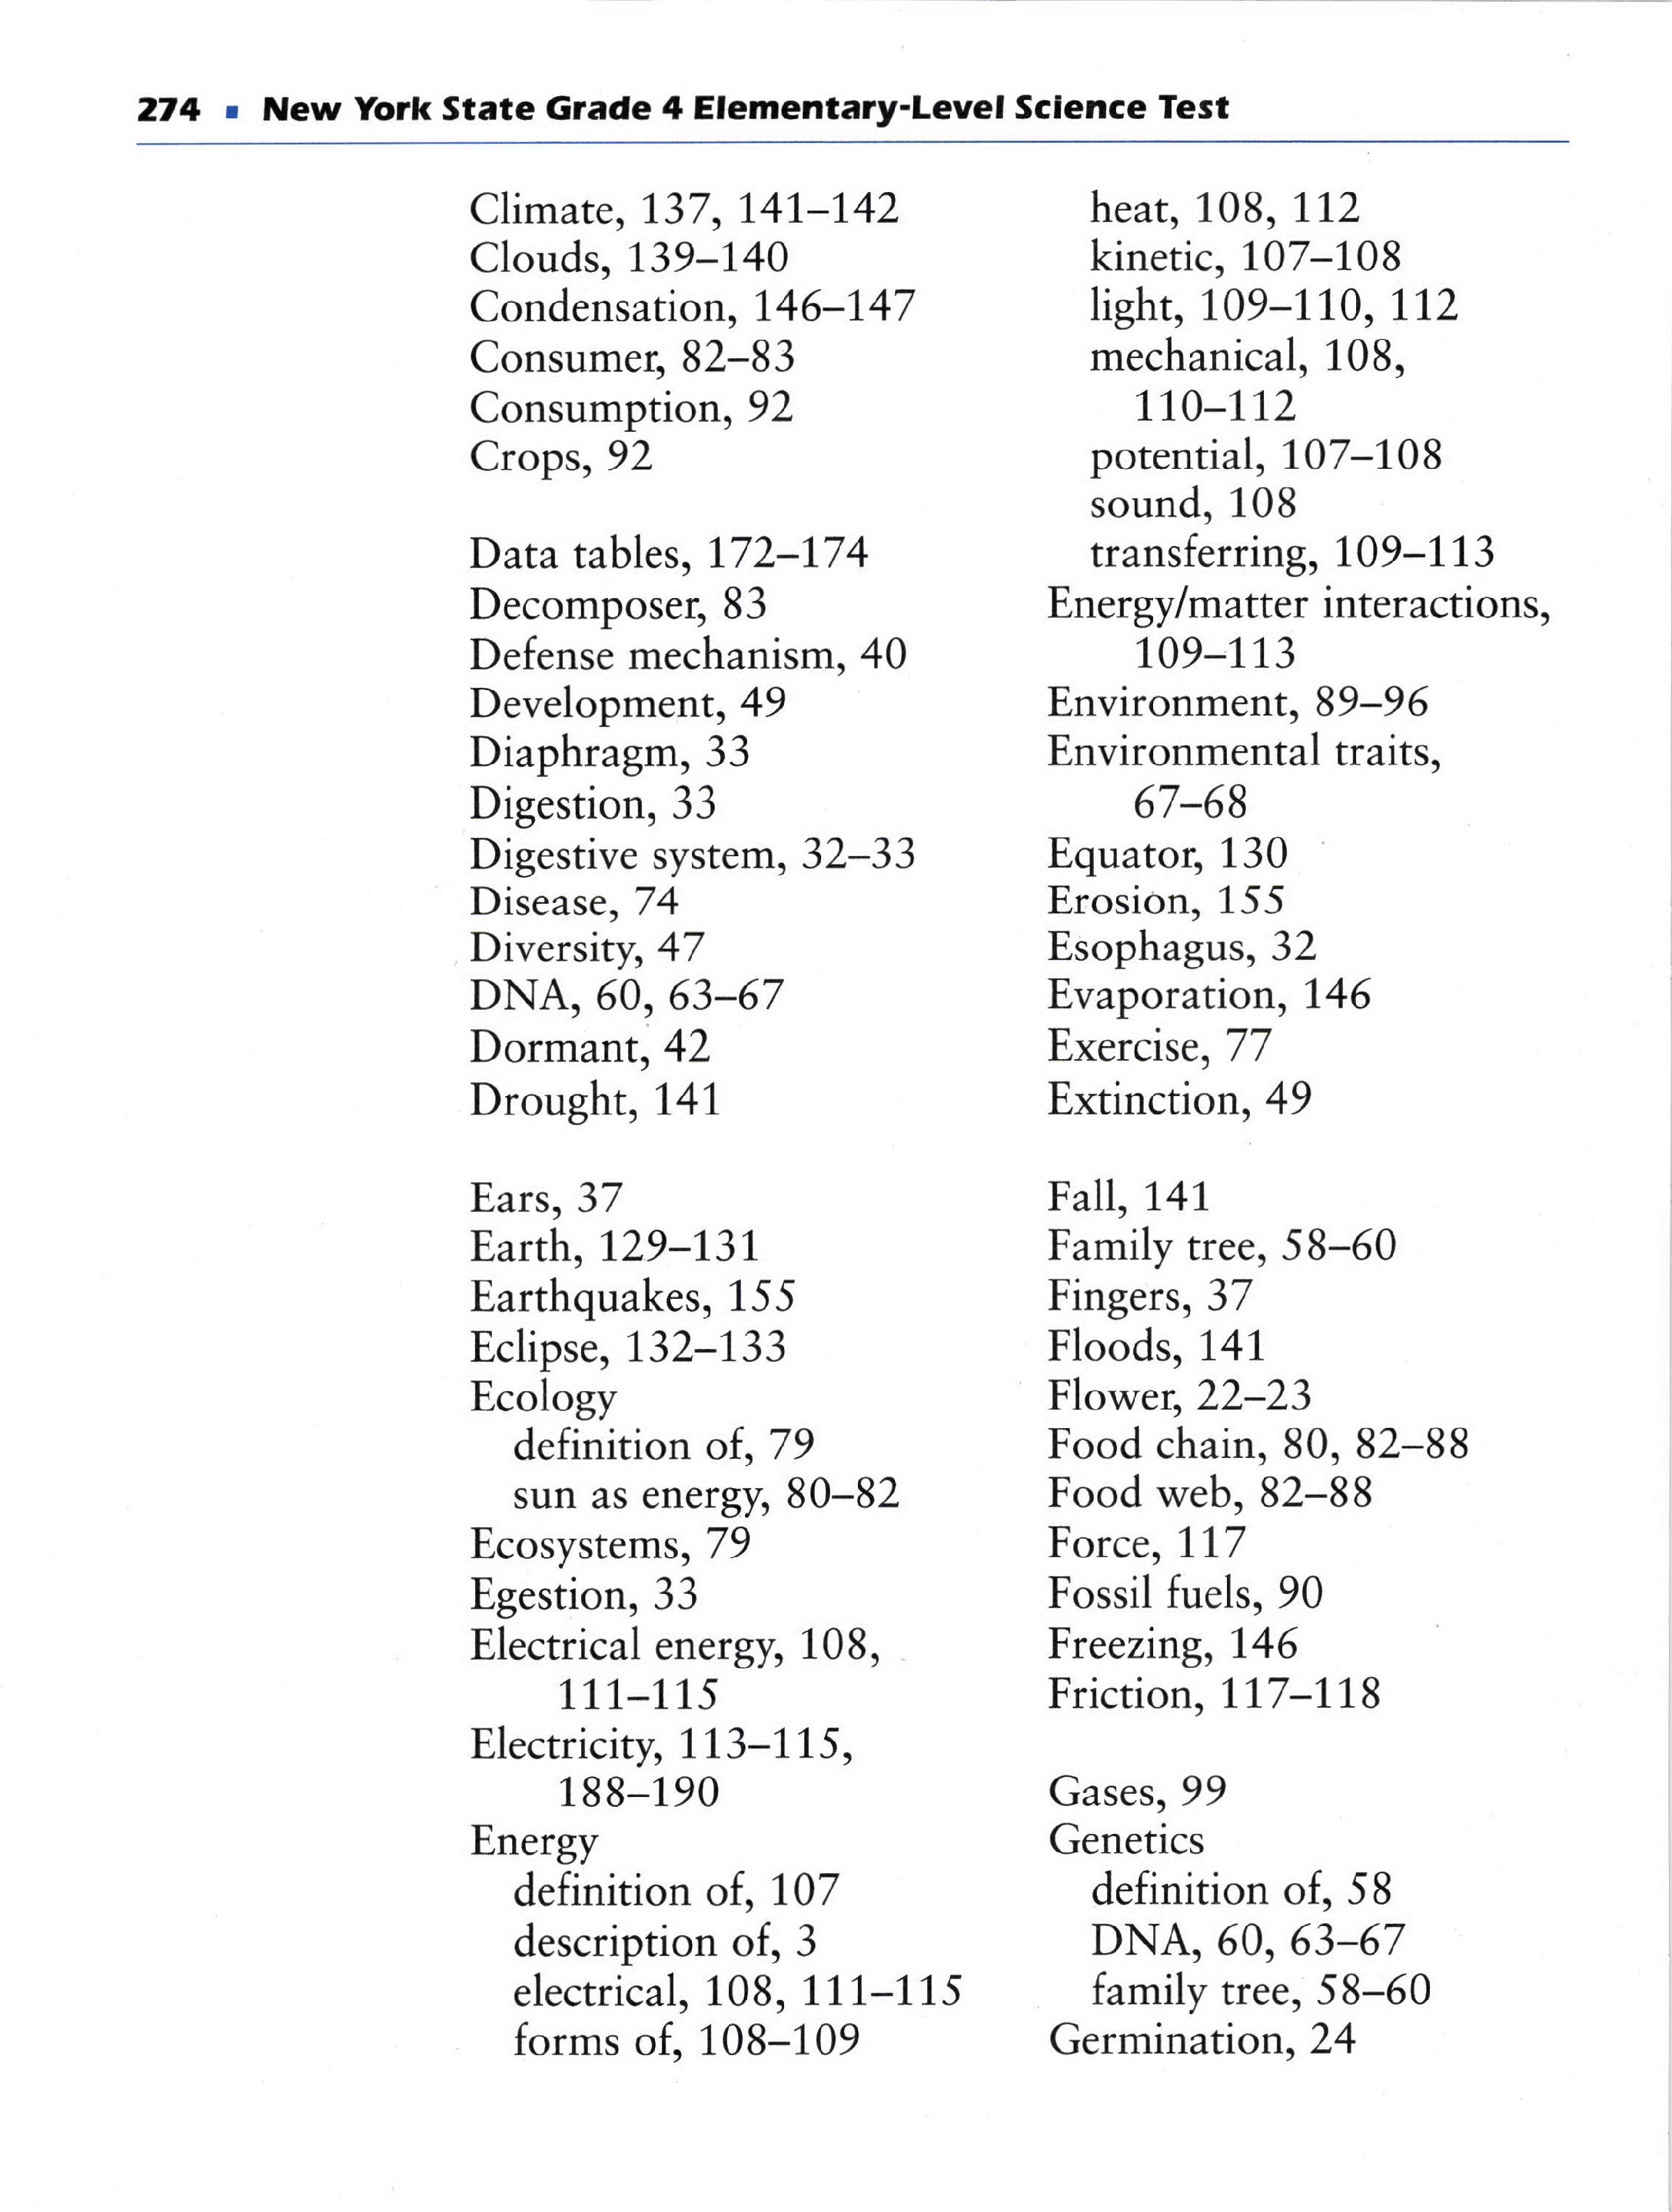 274 ▪ New York State Grade 4 Elementary-Level Science Test
Climate, 137, 141–142
Clouds, 139–140
Condensation, 146–147
Consumer, 82–83
Consumption, 92
Crops, 92
Data tables, 172–174
Decomposer, 83
Defense mechanism, 40
Development, 49
Diaphragm, 33
Digestion, 33
Digestive system, 32–33
Disease, 74
Diversity, 47
DNA, 60, 63–67
Dormant, 42
Drought, 141
Ears, 37
Earth, 129–131
Earthquakes, 155
Eclipse, 132–133
Ecology
definition of, 79
sun as energy, 80–82
Ecosystems, 79
Egestion, 33
Electrical energy, 108,
111–115
Electricity, 113–115,
188–190
Energy
definition of, 107
description of, 3
electrical, 108, 111–115
forms of, 108–109
heat, 108, 112
kinetic, 107–108
light, 109–110, 112
mechanical, 108,
110–112
potential, 107–108
sound, 108
transferring, 109–113
Energy/matter interactions,
109–113
Environment, 89–96
Environmental traits,
67–68
Equator, 130
Erosion, 155
Esophagus, 32
Evaporation, 146
Exercise, 77
Extinction, 49
Fall, 141
Family tree, 58–60
Fingers, 37
Floods, 141
Flower, 22–23
Food chain, 80, 82–88
Food web, 82–88
Force, 117
Fossil fuels, 90
Freezing, 146
Friction, 117–118
Gases, 99
Genetics
definition of, 58
DNA, 60, 63–67
family tree, 58–60
Germination, 24